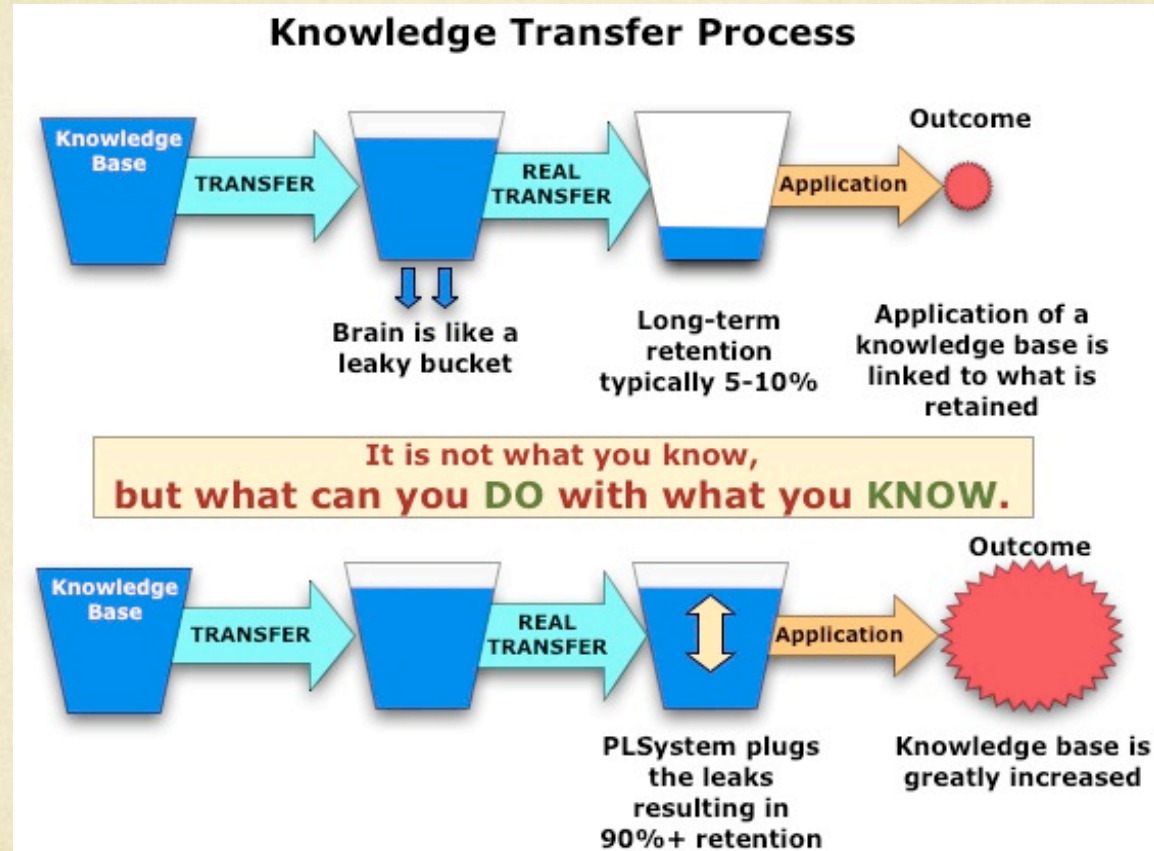 Knowledge Transfer Process
Knowledge
Base
TRANSFER
REAL
TRANSFER
Application
Outcome
Brain is like a
leaky bucket
Long-term
retention
typically 5-10%
Application of a
knowledge base is
linked to what is
retained
It is not what you know,
but what can you DO with what you KNOW.
Knowledge
Base
TRANSFER
REAL
TRANSFER
Application
Outcome
PLSystem plugs
the leaks
resulting in
90%+ retention
Knowledge base is
greatly increased